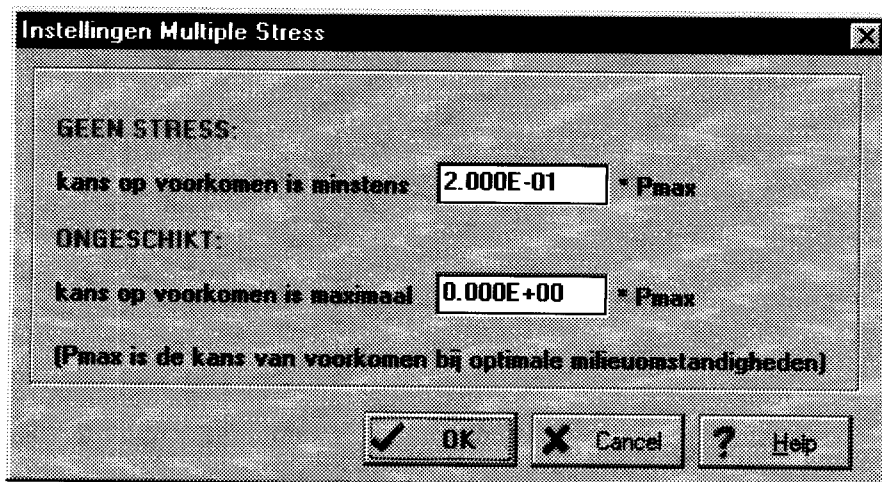 Instellingen Multiple Stress
GEEN STRESS:
kans op voorkomen is minstens 2.000E-01 * Pmax
ONGESCHIKT:
kans op voorkomen is maximaal 0.000E+00 * Pmax
(Pmax is de kans van voorkomen bij optimale milieuomstandigheden)
OK Cancel ? Help